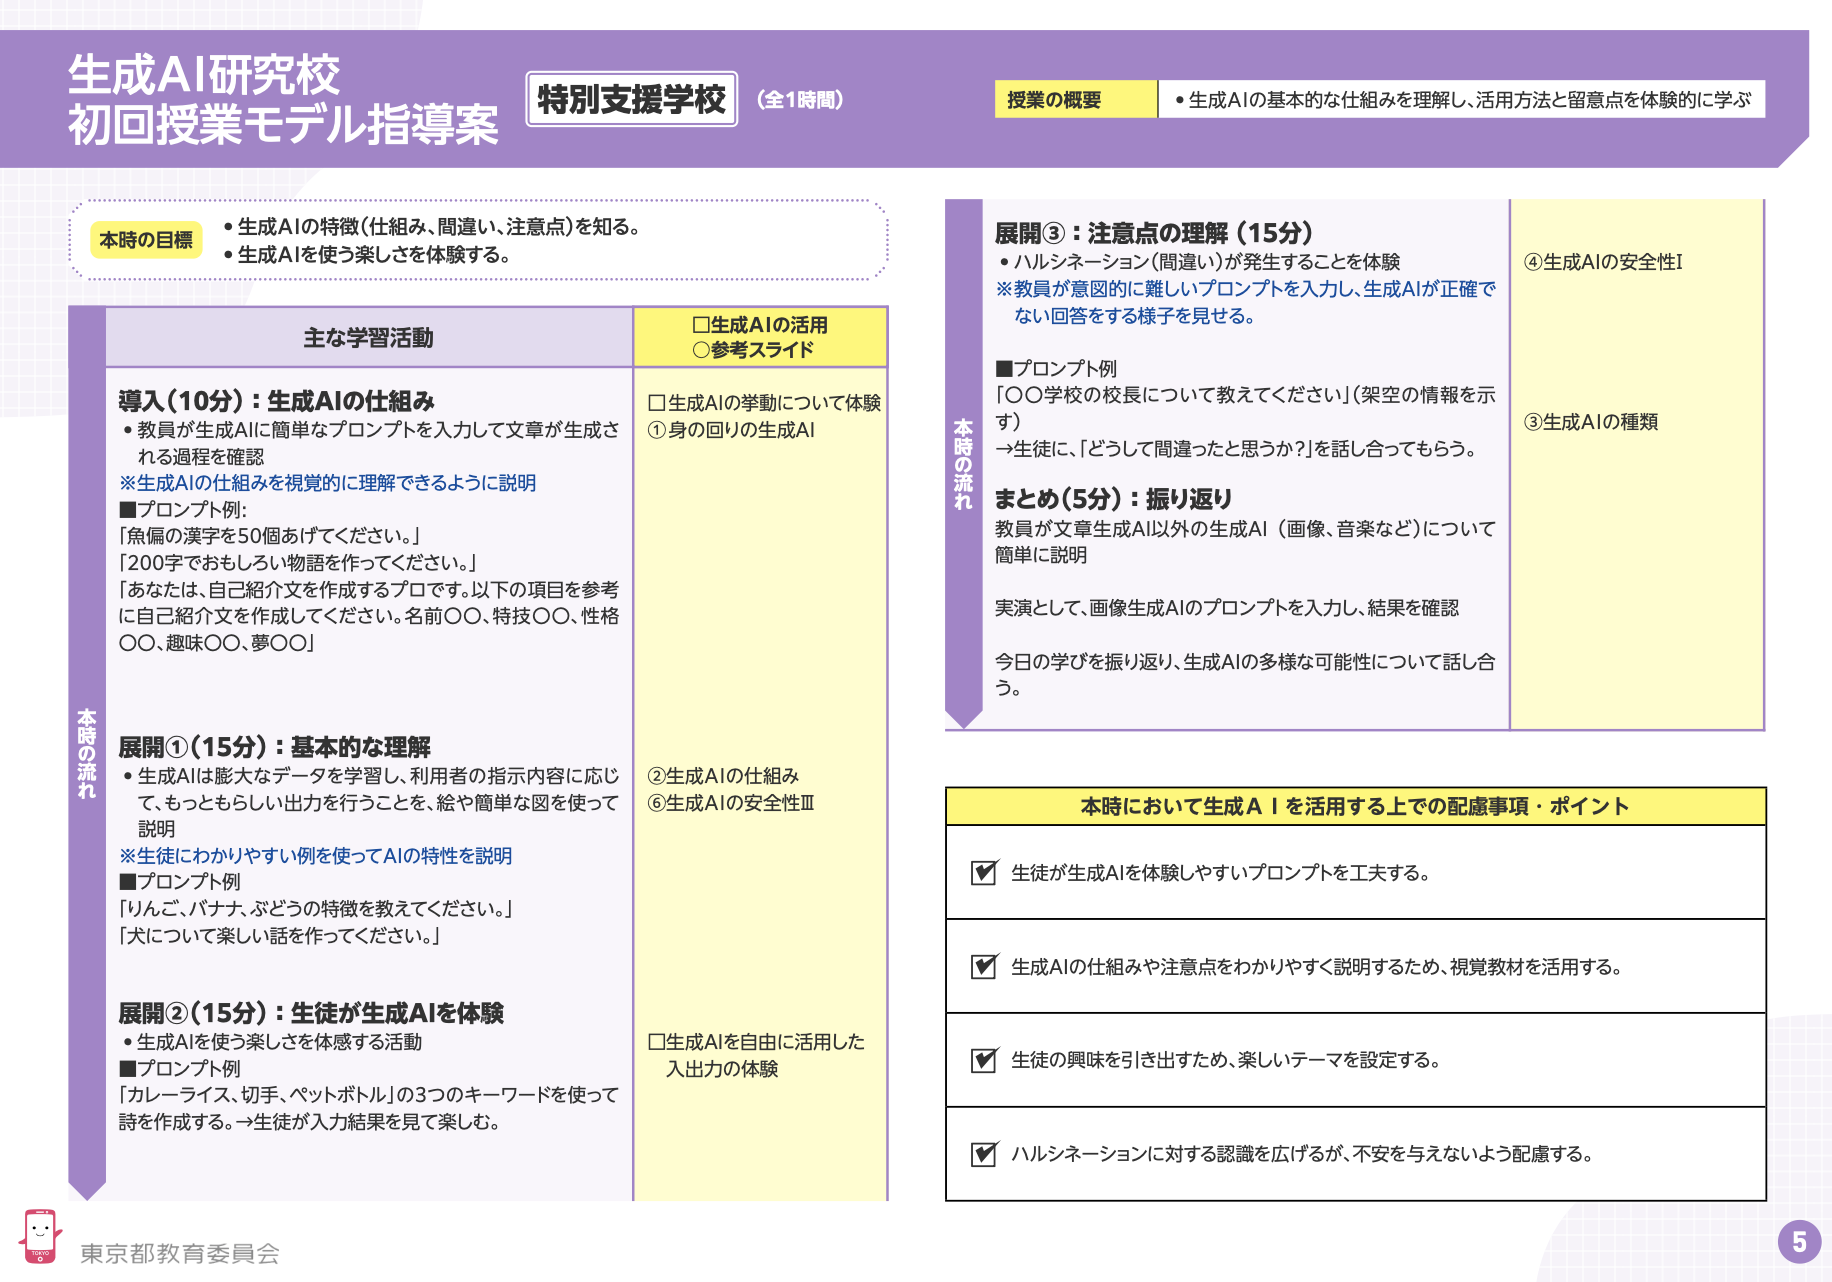 生成AI研究校
初回授業モデル指導案
特別支援学校
（全1時間）
授業の概要
• 生成AIの基本的な仕組みを理解し、活用方法と留意点を体験的に学ぶ
本時の目標
• 生成AIの特徴（仕組み、間違い、注意点）を知る。
• 生成AIを使う楽しさを体験する。
主な学習活動
□生成AIの活用
○参考スライド
本時の流れ
導入（10分）：生成AIの仕組み
• 教員が生成AIに簡単なプロンプトを入力して文章が生成さ
れる過程を確認
※生成AIの仕組みを視覚的に理解できるように説明
■プロンプト例:
「魚偏の漢字を50個あげてください。」
「200字でおもしろい物語を作ってください。」
「あなたは、自己紹介文を作成するプロです。以下の項目を参考
に自己紹介文を作成してください。名前〇〇、特技〇〇、性格
〇〇、趣味〇〇、夢〇〇」
□生成AIの挙動について体験
①身の回りの生成AI
展開①（15分）：基本的な理解
• 生成AIは膨大なデータを学習し、利用者の指示内容に応じ
て、もっともらしい出力を行うことを、絵や簡単な図を使って
説明
※生徒にわかりやすい例を使ってAIの特性を説明
■プロンプト例
「りんご、バナナ、ぶどうの特徴を教えてください。」
「犬について楽しい話を作ってください。」
②生成AIの仕組み
⑥生成AIの安全性Ⅲ
展開②（15分）：生徒が生成AIを体験
• 生成AIを使う楽しさを体感する活動
■プロンプト例
「カレーライス、切手、ペットボトル」の3つのキーワードを使って
詩を作成する。→生徒が入力結果を見て楽しむ。
□生成AIを自由に活用した
入出力の体験
本時の流れ
展開③：注意点の理解（15分）
• ハルシネーション（間違い）が発生することを体験
※教員が意図的に難しいプロンプトを入力し、生成AIが正確で
ない回答をする様子を見せる。
■プロンプト例
「〇〇学校の校長について教えてください」（架空の情報を示
す）
→生徒に、「どうして間違ったと思うか？」を話し合ってもらう。
④生成AIの安全性Ⅰ
③生成AIの種類
まとめ（5分）：振り返り
教員が文章生成AI以外の生成AI（画像、音楽など）について
簡単に説明
実演として、画像生成AIのプロンプトを入力し、結果を確認
今日の学びを振り返り、生成AIの多様な可能性について話し合
う。
本時において生成ＡＩを活用する上での配慮事項・ポイント
生徒が生成AIを体験しやすいプロンプトを工夫する。
生成AIの仕組みや注意点をわかりやすく説明するため、視覚教材を活用する。
生徒の興味を引き出すため、楽しいテーマを設定する。
ハルシネーションに対する認識を広げるが、不安を与えないよう配慮する。
TOKYO
東京都教育委員会
5